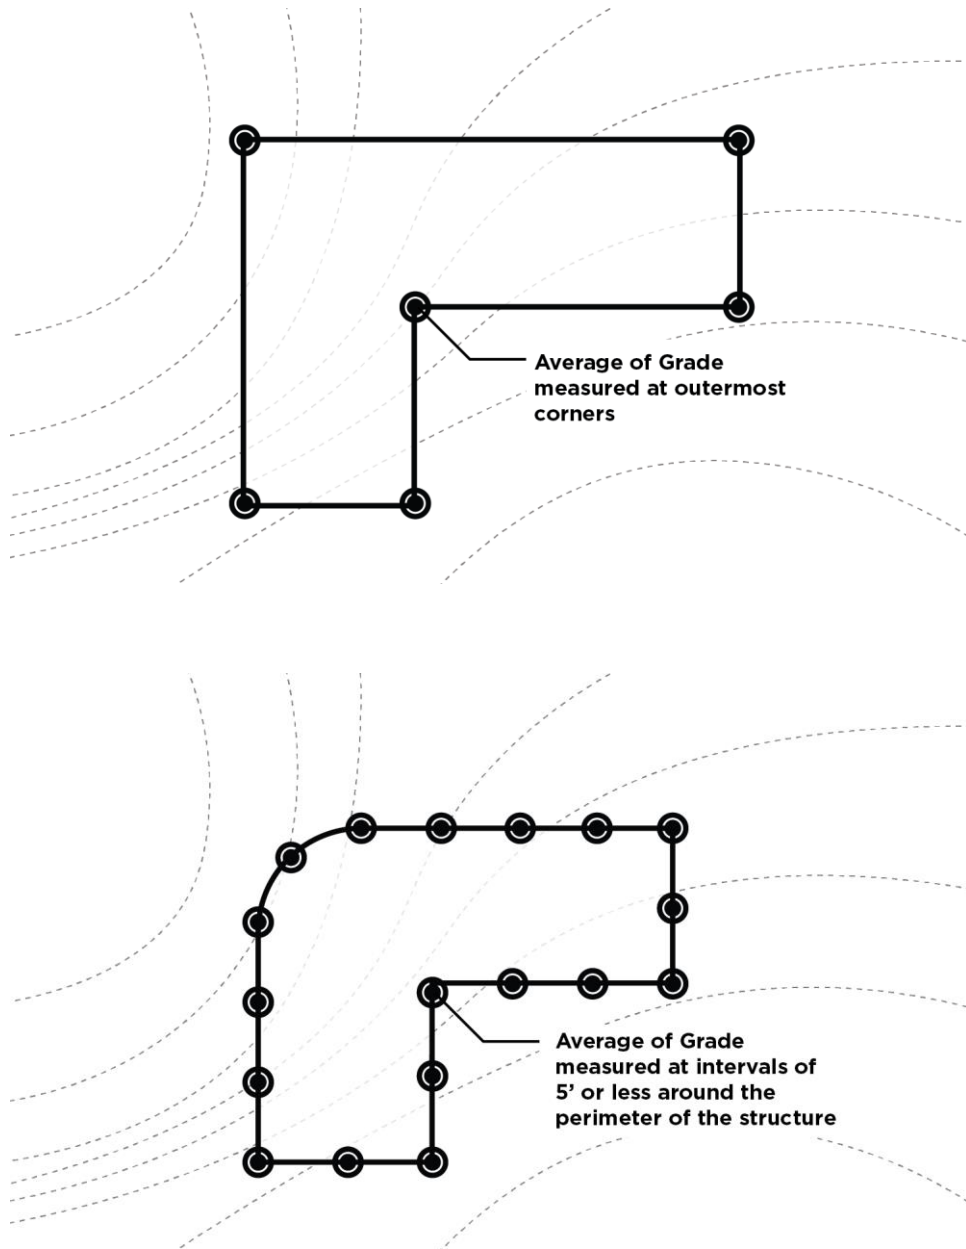 Average of Grade
measured at outermost
corners
Average of Grade
measured at intervals of
5’ or less around the
perimeter of the structure